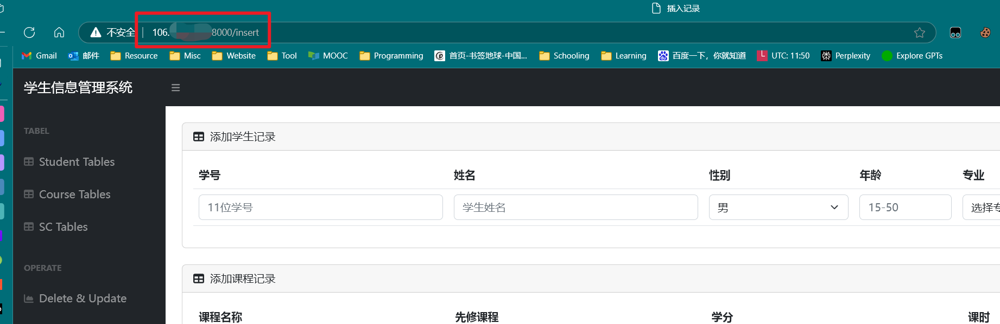 插入记录
不安全 | 106. 8000/insert
Gmail 邮件 Resource Misc Website Tool MOOC Programming 首页-书签地球-中国... Schooling Learning 百度一下，你就知道 UTC: 11:50 Perplexity Explore GPTs
学生信息管理系统
TABEL
Student Tables
Course Tables
SC Tables
OPERATE
Delete & Update
添加学生记录
学号 姓名 性别 年龄 专业
11位学号 学生姓名 男 15-50 选择
添加课程记录
课程名称 先修课程 学分 课时